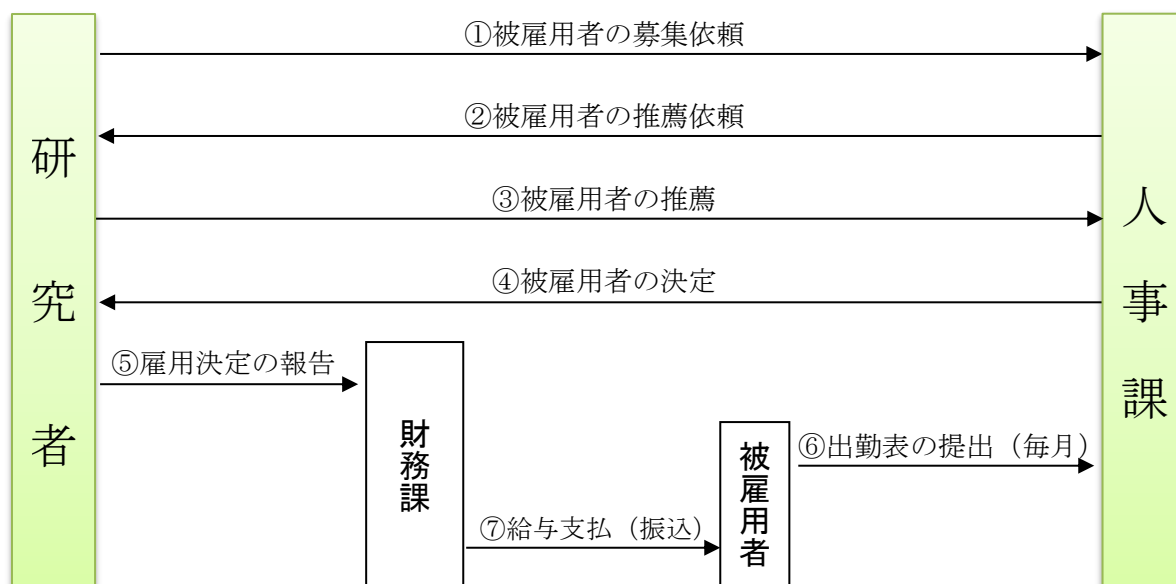 ①被雇用者の募集依頼
②被雇用者の推薦依頼
③被雇用者の推薦
④被雇用者の決定
研究者
人事課
⑤雇用決定の報告
財務課
被雇用者
⑥出勤表の提出（毎月）
⑦給与支払（振込）